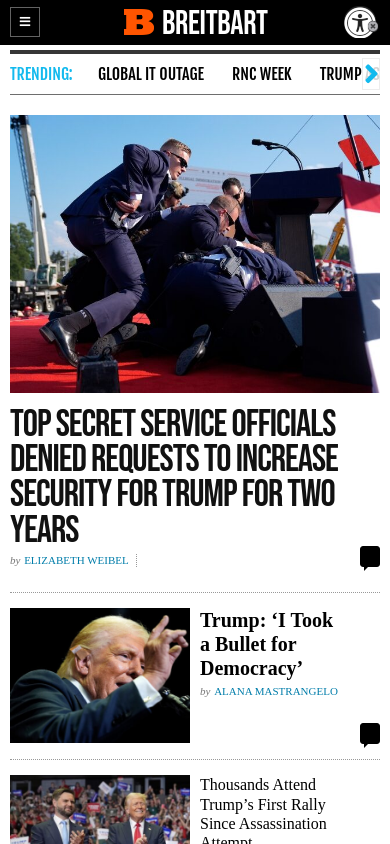 BREITBART
TRENDING: GLOBAL IT OUTAGE RNC WEEK TRUMP
TOP SECRET SERVICE OFFICIALS
DENIED REQUESTS TO INCREASE
SECURITY FOR TRUMP FOR TWO
YEARS
by ELIZABETH WEIBEL
Trump: ‘I Took
a Bullet for
Democracy’
by ALANA MASTRANGELO
Thousands Attend
Trump’s First Rally
Since Assassination
Attempt